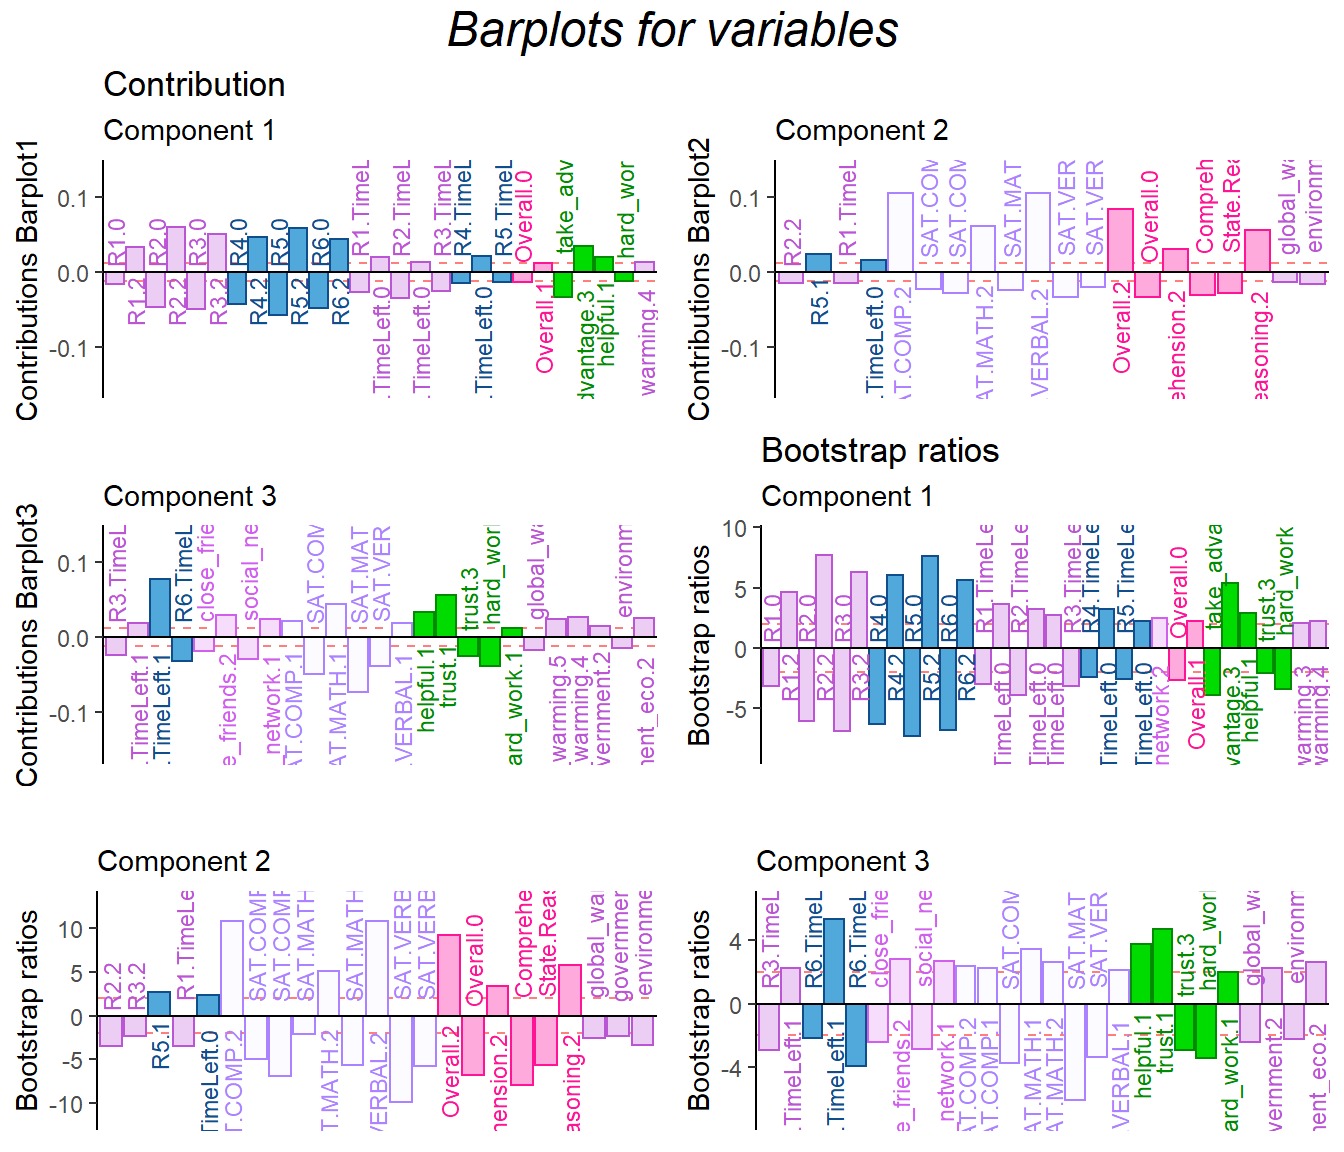 Barplots for variables
Contribution
Component 1
Contributions Barplot1
0.1
0.0
-0.1
R1.0
R1.2
R2.0
R2.2
R3.0
R3.2
R4.0
R4.2
R5.0
R5.2
R6.0
R6.2
R1.TimeL
.TimeLeft.0
R2.TimeL
.TimeLeft.0
R3.TimeL
R4.TimeL
.TimeLeft.0
R5.TimeL
Overall.0
Overall.1
take_adv
dvantage.3
helpful.1
hard_wor
warming.4
Component 2
Contributions Barplot2
0.1
0.0
-0.1
R2.2
R5.1
R1.TimeL
.TimeLeft.0
AT.COMP.2
SAT.COM
SAT.COM
AT.MATH.2
SAT.MAT
VERBAL.2
SAT.VER
SAT.VER
Overall.2
Overall.0
ehension.2
Compreh
State.Rea
easoning.2
global_wa
environm
Component 3
Contributions Barplot3
0.1
0.0
-0.1
R3.TimeL
.TimeLeft.1
.TimeLeft.1
R6.TimeL
close_frie
e_friends.2
social_ne
network.1
AT.COMP.1
SAT.COM
AT.MATH.1
SAT.MAT
SAT.VER
.VERBAL.1
helpful.1
trust.1
trust.3
hard_wor
ard_work.1
global_wa
warming.5
warming.4
vernment.2
environm
nent_eco.2
Bootstrap ratios
Component 1
Bootstrap ratios
10
5
0
-5
R1.0
R1.2
R2.0
R2.2
R3.0
R3.2
R4.0
R4.2
R5.0
R5.2
R6.0
R6.2
R1.TimeLe
TimeLeft.0
R2.TimeLe
TimeLeft.0
TimeLeft.0
R3.TimeLe
R4.TimeLe
TimeLeft.0
R5.TimeLe
TimeLeft.0
network.2
Overall.0
Overall.1
take_adva
vantage.3
helpful.1
trust.3
hard_work
warming.3
warming.4
Component 2
Bootstrap ratios
10
5
0
-5
-10
R2.2
R3.2
R5.1
R1.TimeLe
TimeLeft.0
T.COMP.2
SAT.COMP
SAT.COMP
SAT.MATH
T.MATH.2
SAT.MATH
VERBAL.2
SAT.VERB
SAT.VERB
Overall.2
Overall.0
nension.2
Comprehe
State.Reas
asoning.2
global_wai
governmer
environme
Component 3
Bootstrap ratios
4
0
-4
R3.TimeL
.TimeLeft.1
R6.TimeL
.TimeLeft.1
R6.TimeL
close_frie
e_friends.2
social_ne
network.1
AT.COMP.2
AT.COMP.1
SAT.COM
AT.MATH.1
AT.MATH.2
SAT.MAT
SAT.VER
.VERBAL.1
helpful.1
trust.1
trust.3
hard_wor
ard_work.1
global_wa
vernment.2
environm
nent_eco.2